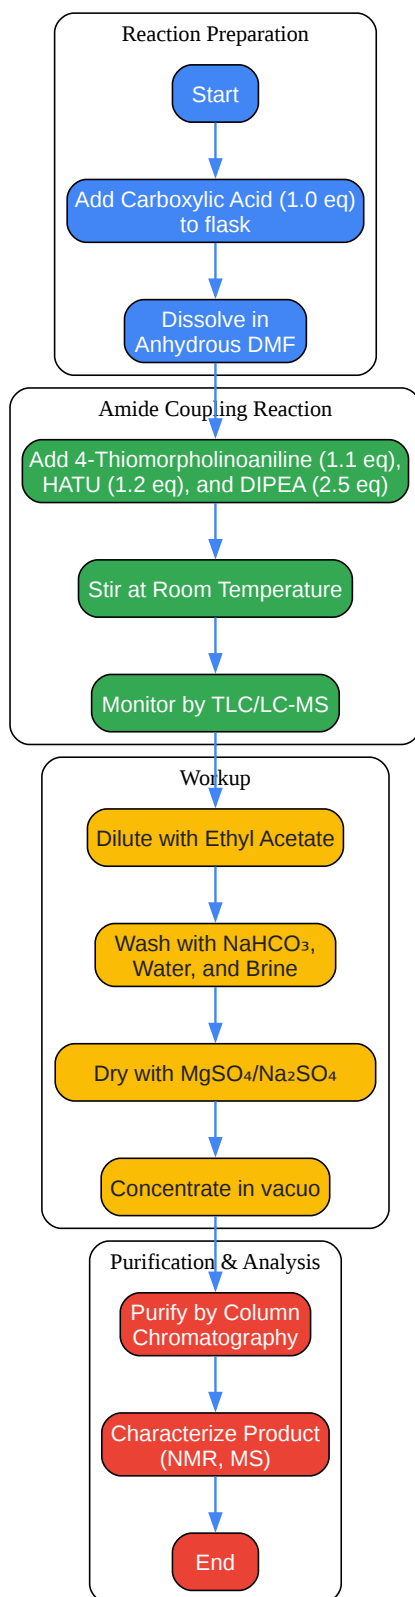 Reaction Preparation
Start
Add Carboxylic Acid (1.0 eq)
to flask
Dissolve in
Anhydrous DMF
Amide Coupling Reaction
Add 4-Thiomorpholinoaniline (1.1 eq),
HATU (1.2 eq), and DIPEA (2.5 eq)
Stir at Room Temperature
Monitor by TLC/LC-MS
Workup
Dilute with Ethyl Acetate
Wash with NaHCO₃,
Water, and Brine
Dry with MgSO₄/Na₂SO₄
Concentrate in vacuo
Purification & Analysis
Purify by Column
Chromatography
Characterize Product
(NMR, MS)
End